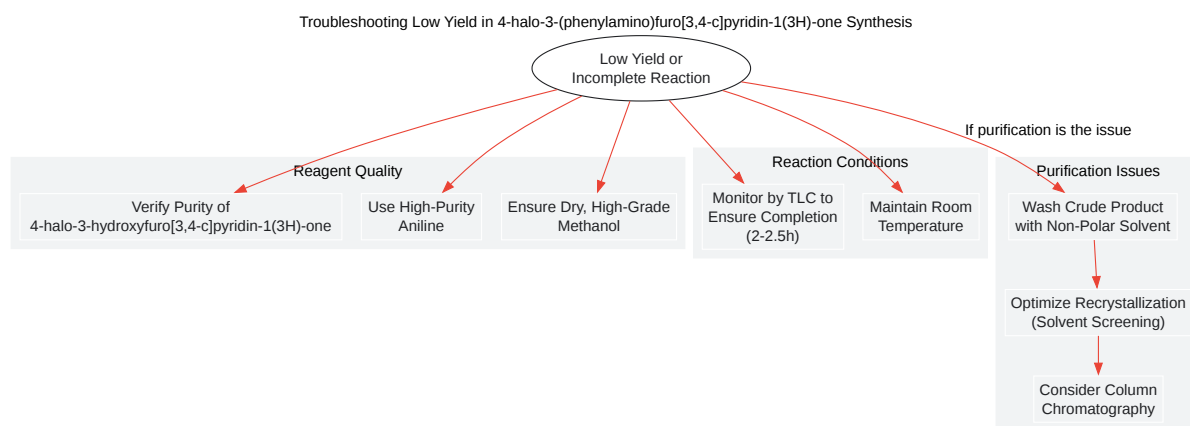 Troubleshooting Low Yield in 4-halo-3-(phenylamino)furo[3,4-c]pyridin-1(3H)-one Synthesis
Low Yield or
Incomplete Reaction
If purification is the issue
Reagent Quality
Verify Purity of
4-halo-3-hydroxyfuro[3,4-c]pyridin-1(3H)-one
Use High-Purity
Aniline
Ensure Dry, High-Grade
Methanol
Reaction Conditions
Monitor by TLC to
Ensure Completion
(2-2.5h)
Maintain Room
Temperature
Purification Issues
Wash Crude Product
with Non-Polar Solvent
Optimize Recrystallization
(Solvent Screening)
Consider Column
Chromatography